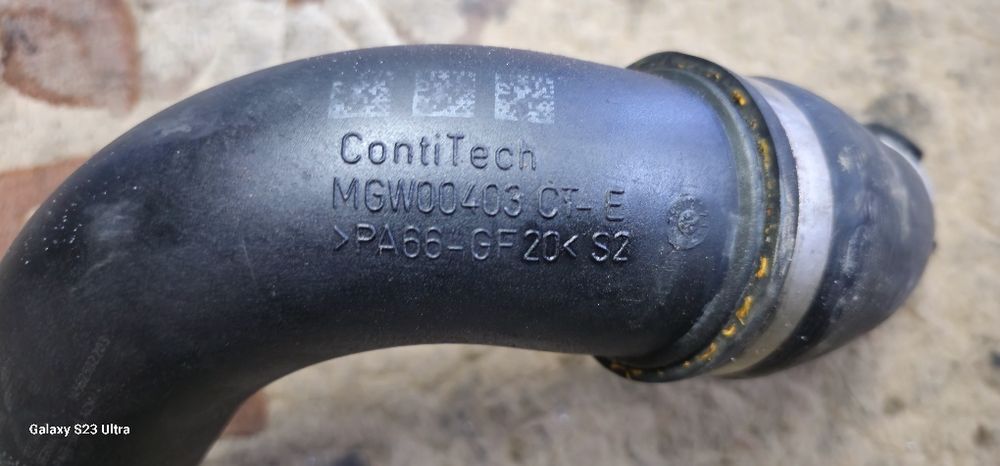 ContiTech
MGW00403 CT-E
>PA66-GF20< S2
Galaxy S23 Ultra